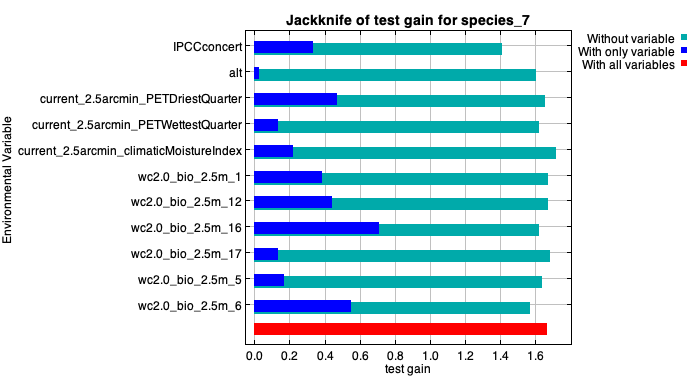 Jackknife of test gain for species_7
Without variable
With only variable
With all variables
Environmental Variable
IPCCconcert
alt
current_2.5arcmin_PETDriestQuarter
current_2.5arcmin_PETWettestQuarter
current_2.5arcmin_climaticMoistureIndex
wc2.0_bio_2.5m_1
wc2.0_bio_2.5m_12
wc2.0_bio_2.5m_16
wc2.0_bio_2.5m_17
wc2.0_bio_2.5m_5
wc2.0_bio_2.5m_6
0.0 0.2 0.4 0.6 0.8 1.0 1.2 1.4 1.6
test gain